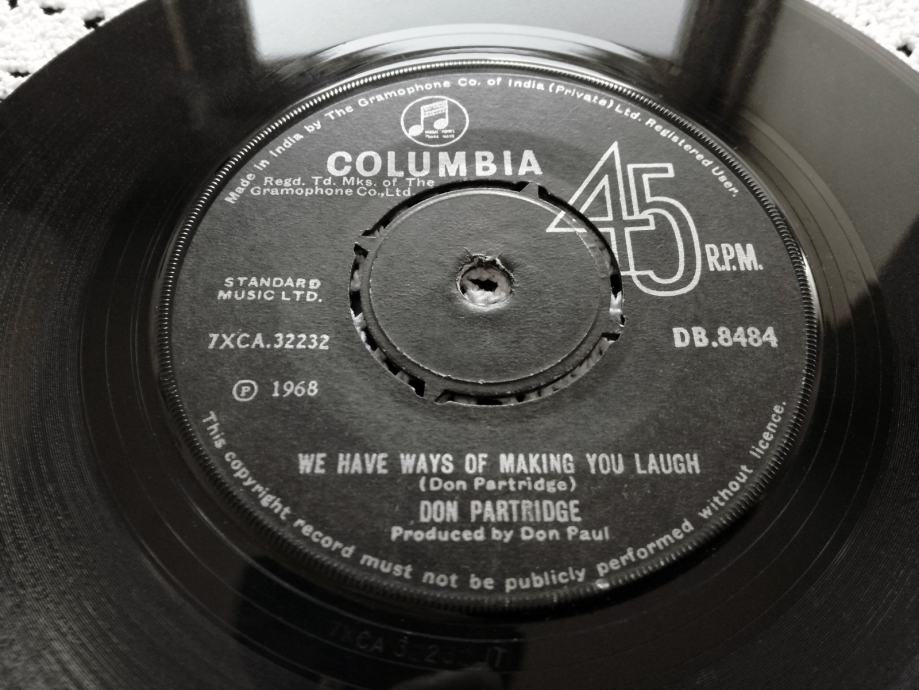 Made in India by The Gramophone Co. of India (Private) Ltd. Registered User.
COLUMBIA
Regd. Td. Mks. of The
Gramophone Co., Ltd.
45
R.P.M.
STANDARD
MUSIC LTD.
7XCA.32232
DB.8484
Ⓟ 1968
WE HAVE WAYS OF MAKING YOU LAUGH
(Don Partridge)
DON PARTRIDGE
Produced by Don Paul
This copyright record must not be publicly performed without licence.